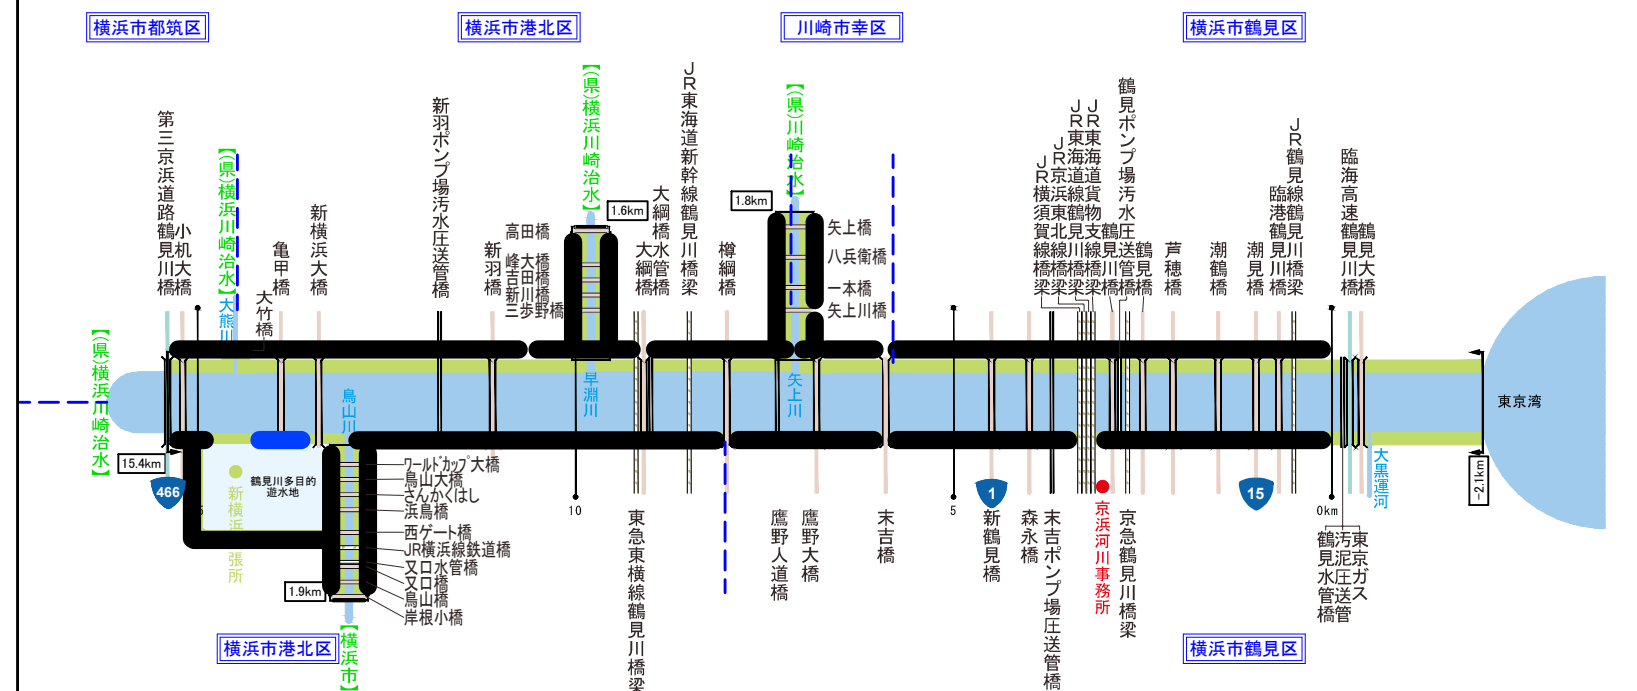 横浜市都筑区
横浜市港北区
川崎市幸区
横浜市鶴見区
【(県)横浜川崎治水】
第三京浜道路鶴見川橋
小机大橋
【(県)横浜川崎治水】
大熊川
大竹橋
亀甲橋
新横浜大橋
新羽ポンプ場汚水圧送管橋
新羽橋
【(県)横浜川崎治水】
1.6km
高田橋
峰大橋
吉田橋
新川橋
三歩野橋
早淵川
大綱橋
大綱橋水管橋
JR東海道新幹線鶴見川橋梁
樽綱橋
【(県)川崎治水】
1.8km
矢上橋
八兵衛橋
一本橋
矢上川橋
矢上川
JR横須賀線橋梁
JR京浜東北線橋梁
JR東海道線鶴見川橋梁
JR東海道貨物支線橋梁
鶴見川橋
鶴見ポンプ場汚水圧送管橋
鶴見橋
芦穂橋
潮鶴橋
潮見橋
臨港鶴見川橋
JR鶴見線鶴見川橋梁
臨海高速鶴見川橋
鶴見大橋
東京湾
15.4km
466
5
新横浜
張所
鶴見川多目的
遊水地
鳥山川
ワールドカップ大橋
鳥山大橋
さんかくはし
浜鳥橋
西ゲート橋
JR横浜線鉄道橋
又口水管橋
又口橋
鳥山橋
岸根小橋
1.9km
【横浜市】
10
東急東横線鶴見川橋梁
鷹野人道橋
鷹野大橋
末吉橋
5
1
新鶴見橋
森永橋
末吉ポンプ場圧送管橋
京浜河川事務所
京急鶴見川橋梁
15
0km
鶴見水管橋
汚泥圧送管
東京ガス
大黒運河
-2.1km
横浜市港北区
横浜市鶴見区